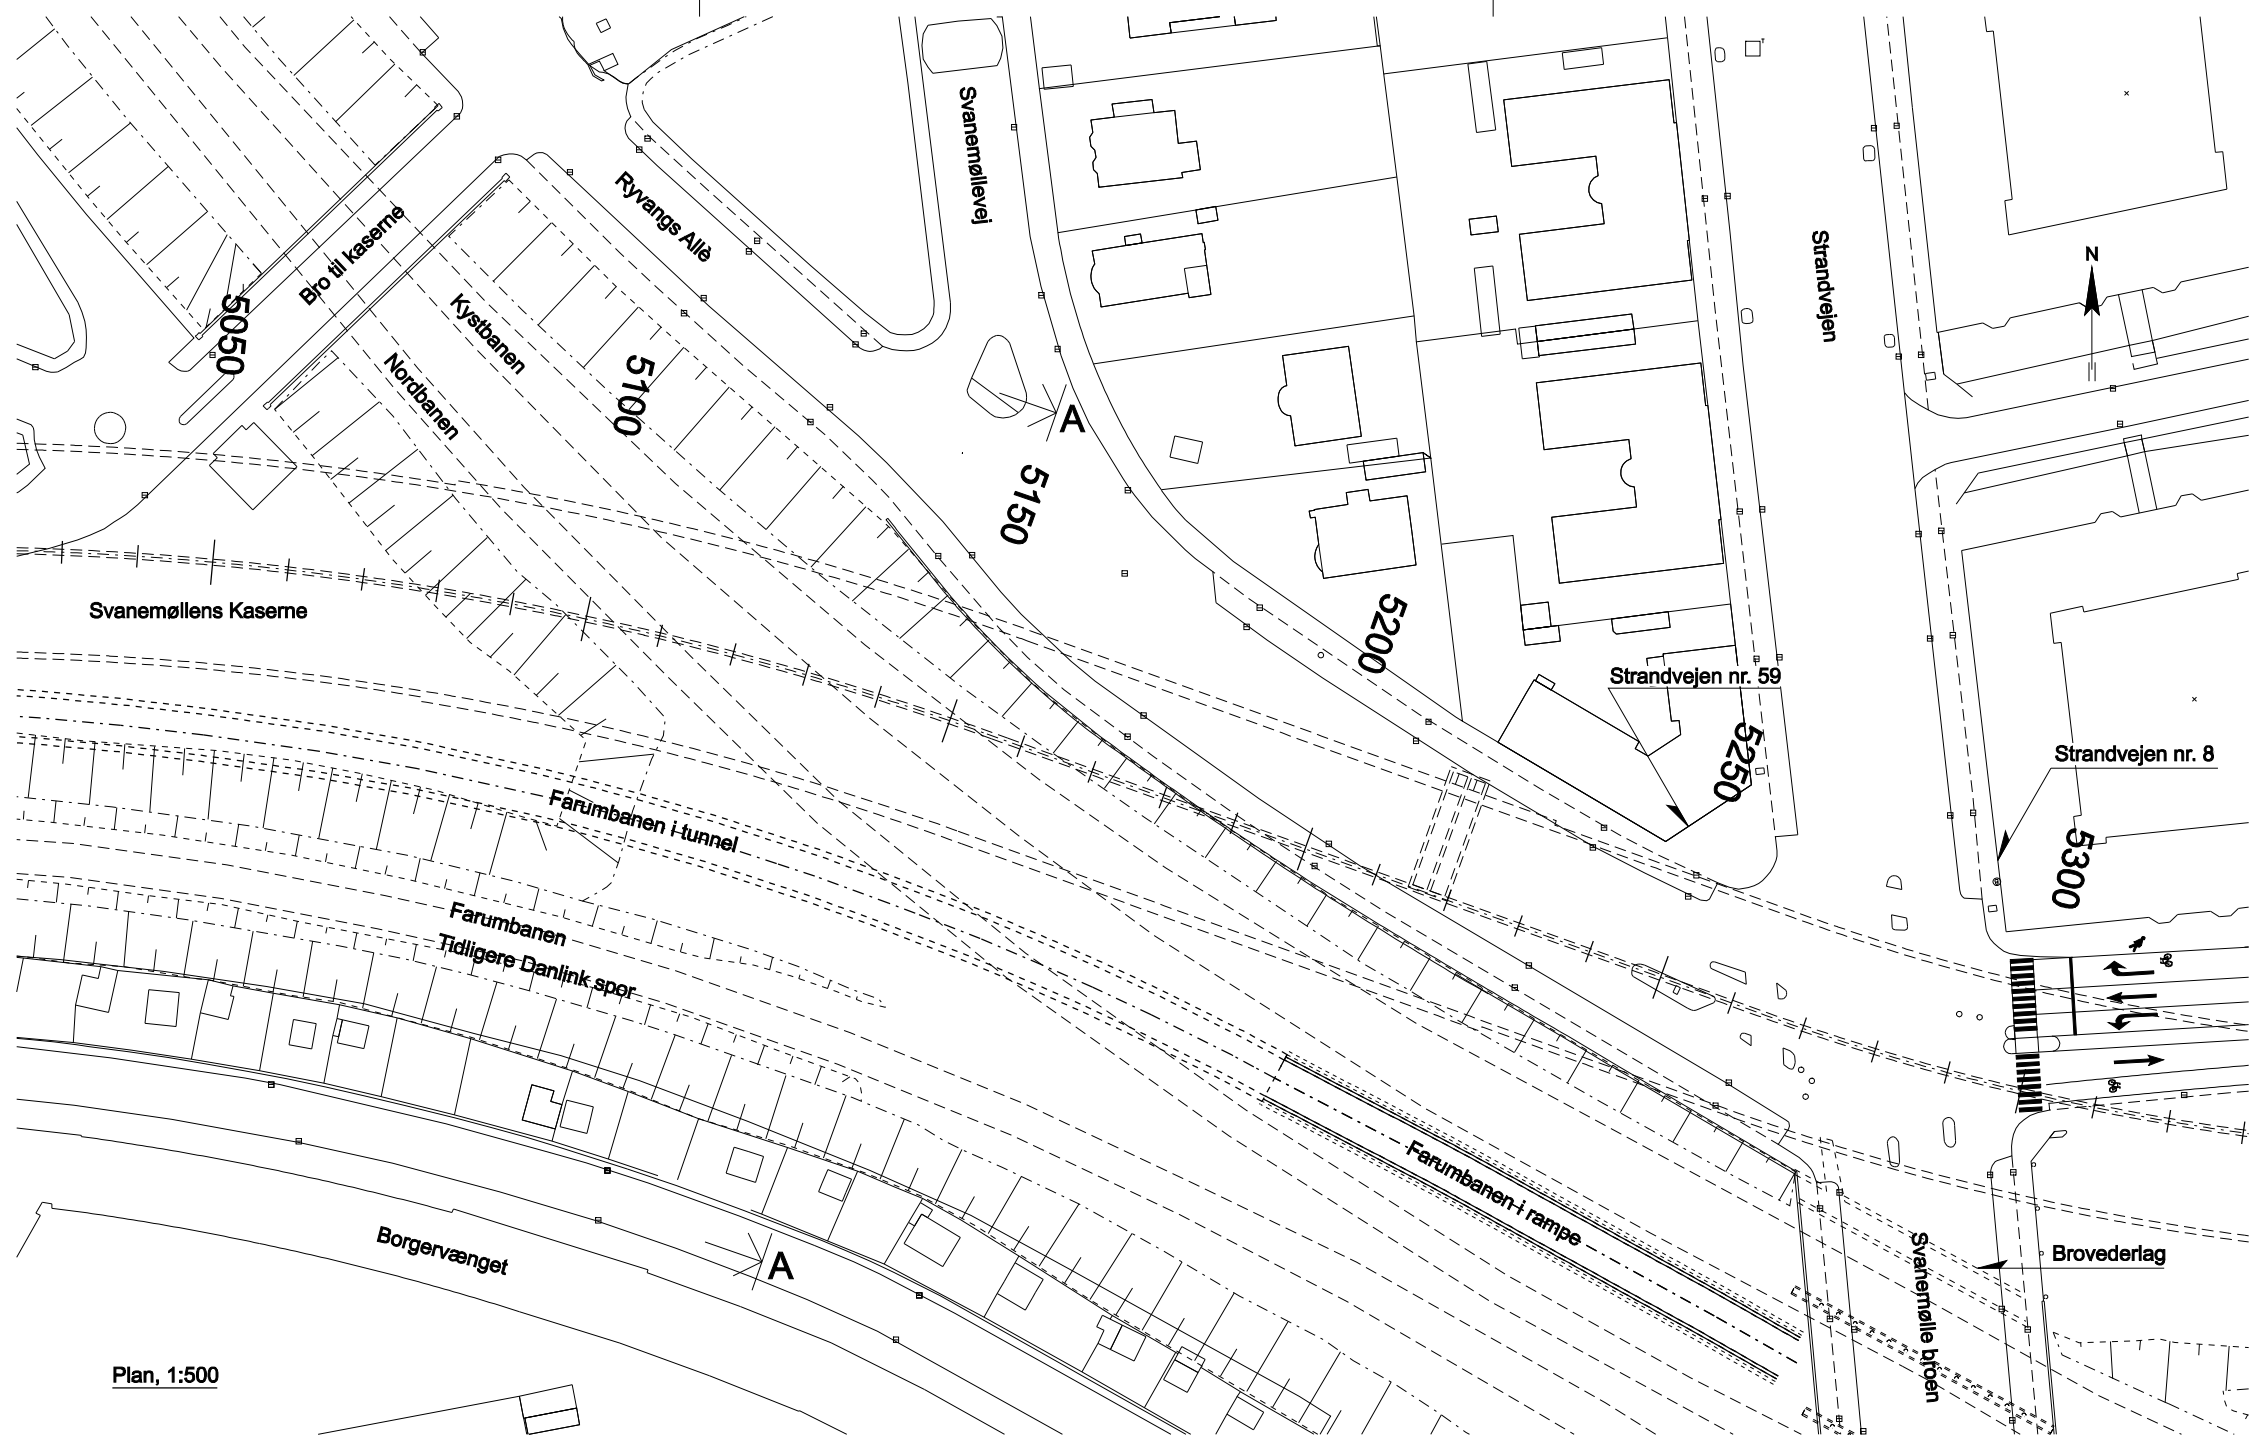 Svanemøllevej
Ryvangs Allè
Bro til kaserne
Strandvejen
N
5050
Kystbanen
Nordbanen
5100
A
5150
Svanemøllens Kaserne
5200
Strandvejen nr. 59
5250
Strandvejen nr. 8
5300
Farumbanen i tunnel
Farumbanen
Tidligere Danlink spor
Farumbanen i rampe
Borgervænget
A
Svanemølle broen
Brovederlag
Plan, 1:500